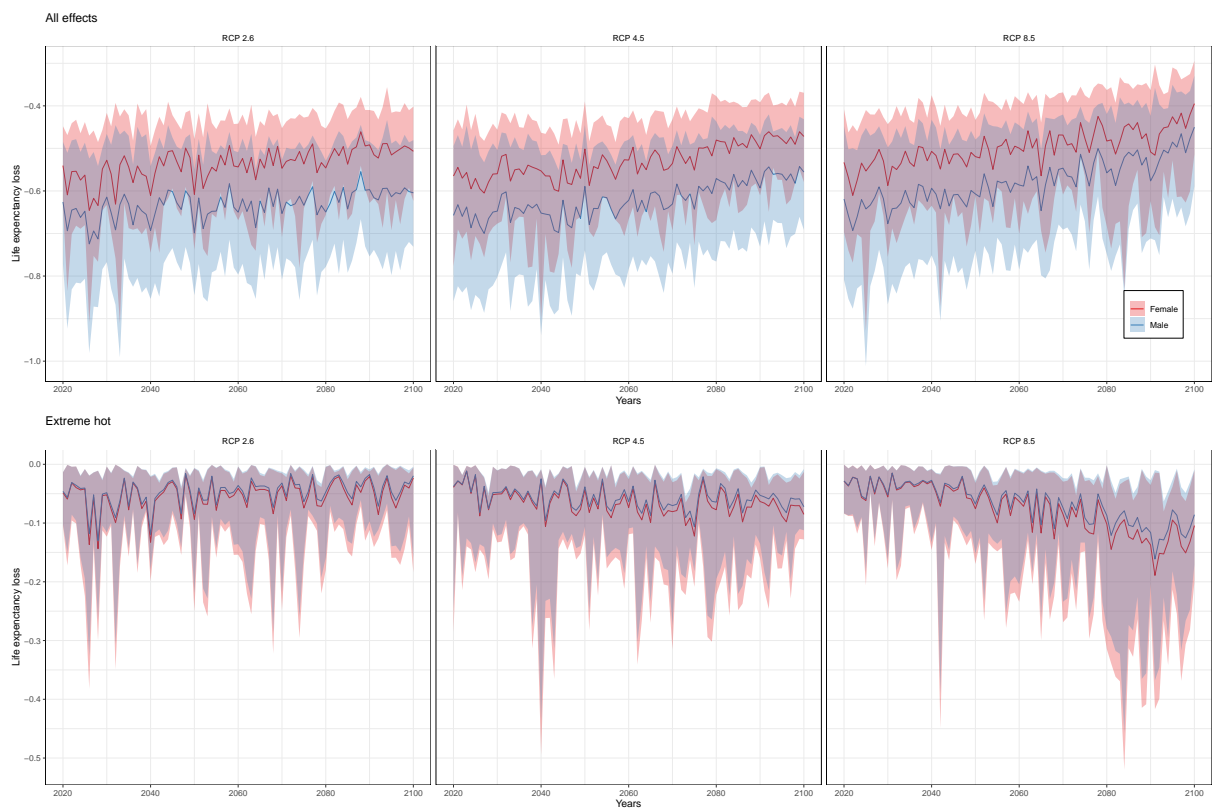 All effects
RCP 2.6 RCP 4.5 RCP 8.5
Life expenctancy loss
−0.4
−0.6
−0.8
−1.0
2020 2040 2060 2080 2100 2020 2040 2060 2080 2100 2020 2040 2060 2080 2100
Years
Female
Male
Extreme hot
RCP 2.6 RCP 4.5 RCP 8.5
Life expenctancy loss
0.0
−0.1
−0.2
−0.3
−0.4
−0.5
2020 2040 2060 2080 2100 2020 2040 2060 2080 2100 2020 2040 2060 2080 2100
Years